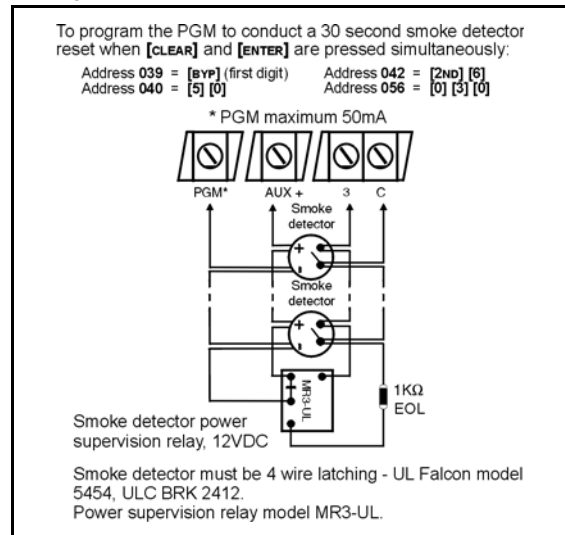 To program the PGM to conduct a 30 second smoke detector
reset when [CLEAR] and [ENTER] are pressed simultaneously:
Address 039 = [BYP] (first digit)
Address 042 = [2ND] [6]
Address 040 = [5] [0]
Address 056 = [0] [3] [0]
* PGM maximum 50mA
PGM*
AUX +
3
C
Smoke
detector
+
-
Smoke
detector
+
-
MR3-UL
1KΩ
EOL
Smoke detector power
supervision relay, 12VDC
Smoke detector must be 4 wire latching - UL Falcon model
5454, ULC BRK 2412.
Power supervision relay model MR3-UL.